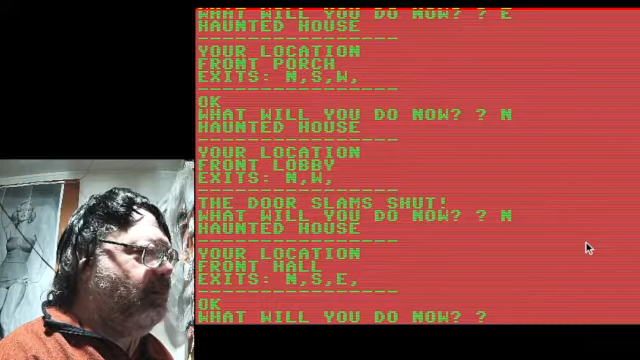 WHAT WILL YOU DO NOW? ? E
HAUNTED HOUSE
-----------------
YOUR LOCATION
FRONT PORCH
EXITS: N,S,W,
-----------------
OK
WHAT WILL YOU DO NOW? ? N
HAUNTED HOUSE
-----------------
YOUR LOCATION
FRONT LOBBY
EXITS: N,W,
-----------------
THE DOOR SLAMS SHUT!
WHAT WILL YOU DO NOW? ? N
HAUNTED HOUSE
-----------------
YOUR LOCATION
FRONT HALL
EXITS: N,S,E,
-----------------
OK
WHAT WILL YOU DO NOW? ?